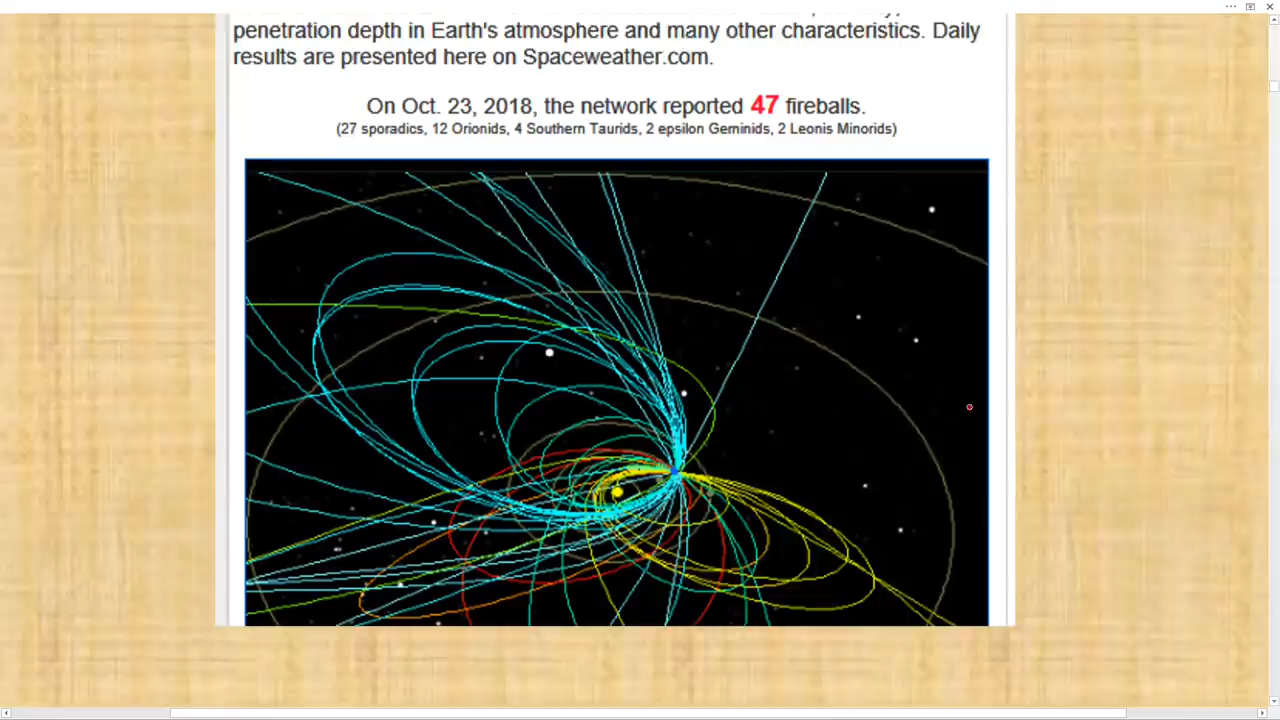 penetration depth in Earth's atmosphere and many other characteristics. Daily
results are presented here on Spaceweather.com.
On Oct. 23, 2018, the network reported 47 fireballs.
(27 sporadics, 12 Orionids, 4 Southern Taurids, 2 epsilon Geminids, 2 Leonis Minorids)